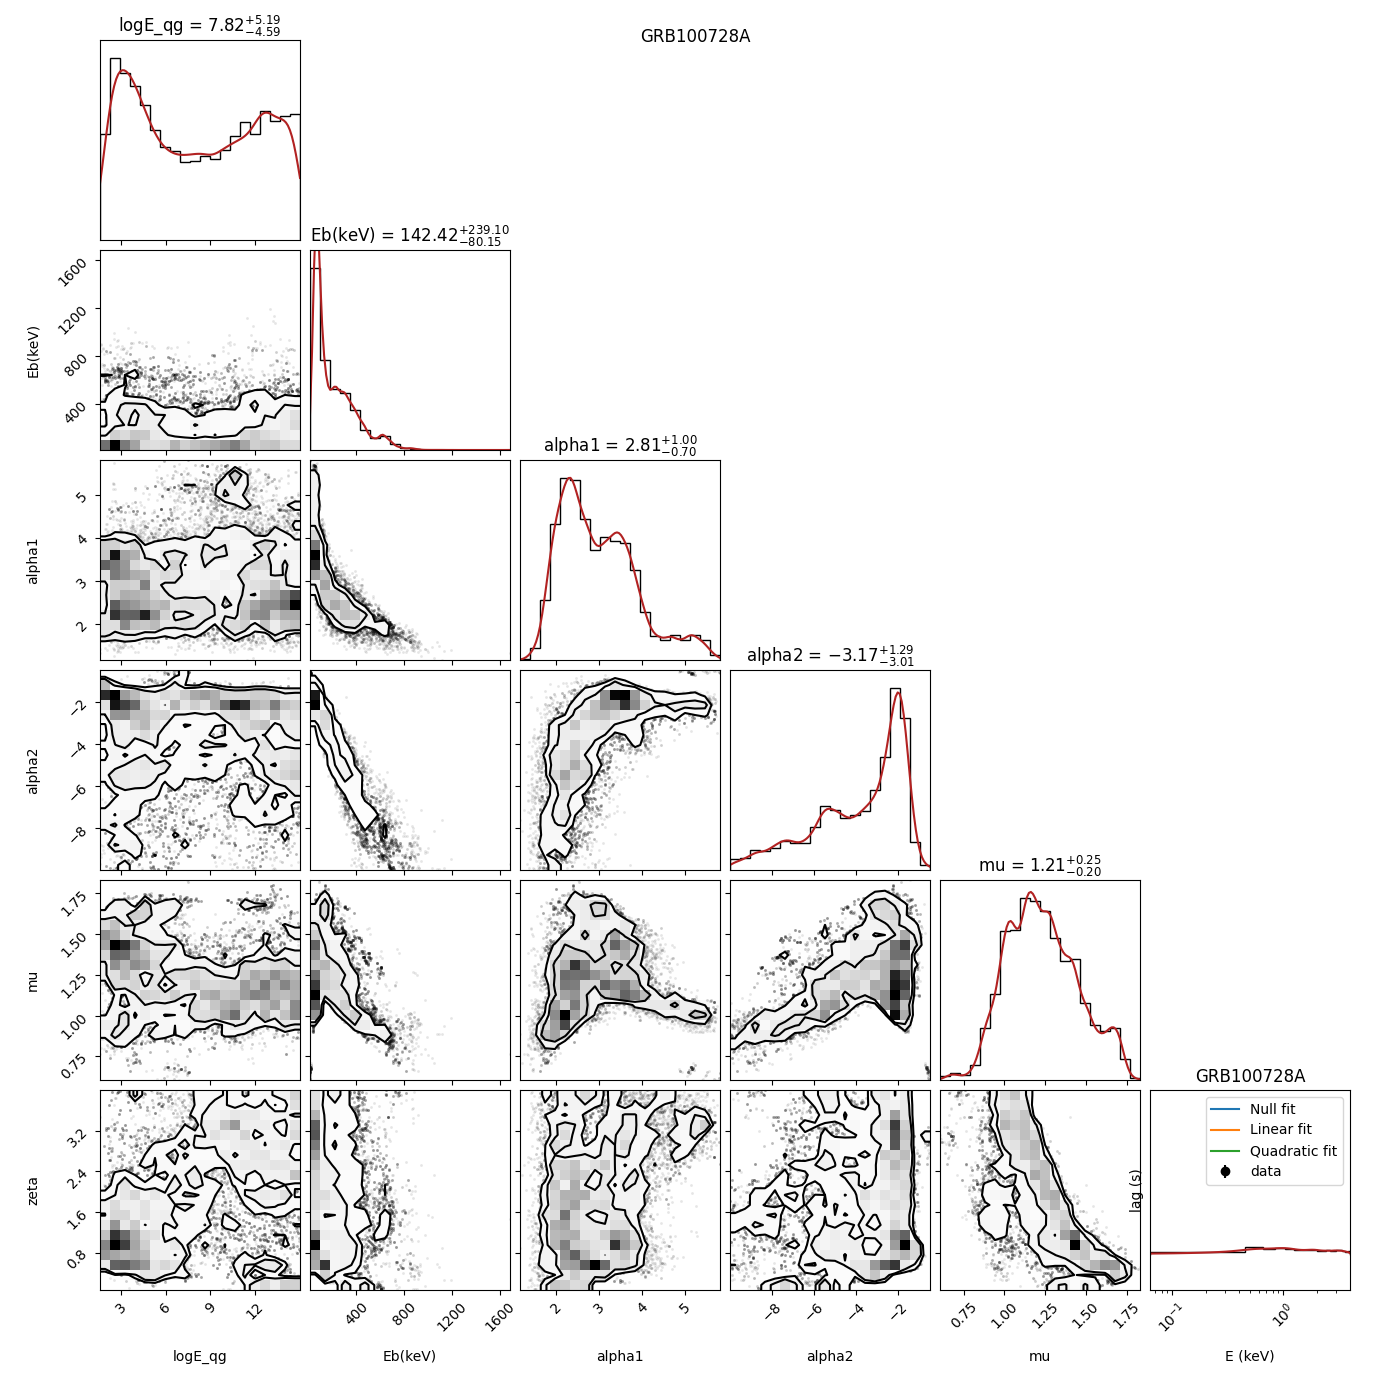 logE_qg = 7.82^{+5.19}_{−4.59}
GRB100728A
Eb(keV) = 142.42^{+239.10}_{−80.15}
1600
1200
800
400
Eb(keV)
alpha1 = 2.81^{+1.00}_{−0.70}
5
4
3
2
alpha1
alpha2 = −3.17^{+1.29}_{−3.01}
−2
−4
−6
−8
alpha2
mu = 1.21^{+0.25}_{−0.20}
1.75
1.50
1.25
1.00
0.75
mu
GRB100728A
Null fit
Linear fit
Quadratic fit
data
lag (s)
3.2
2.4
1.6
0.8
zeta
3 6 9 12
400 800 1200 1600
2 3 4 5
−8 −6 −4 −2
0.75 1.00 1.25 1.50 1.75
10^{−1} 10^{0}
logE_qg
Eb(keV)
alpha1
alpha2
mu
E (keV)